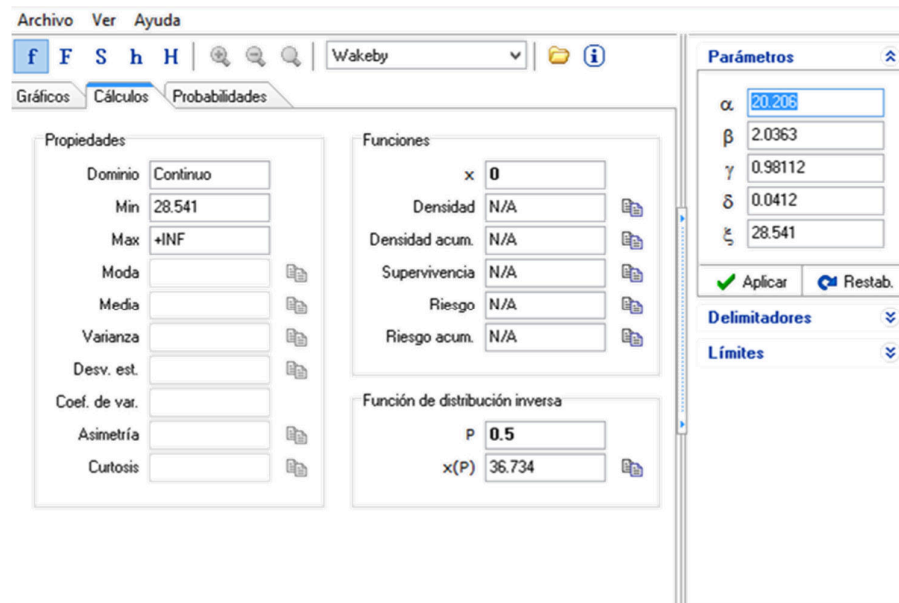 Archivo Ver Ayuda
f F S h H Wakeby
Gráficos Cálculos Probabilidades
Propiedades
Dominio Continuo
Min 28.541
Max +INF
Moda
Media
Varianza
Desv. est.
Coef. de var.
Asimetría
Curtosis
Funciones
x 0
Densidad N/A
Densidad acum. N/A
Supervivencia N/A
Riesgo N/A
Riesgo acum. N/A
Función de distribución inversa
P 0.5
x(P) 36.734
Parámetros
α 20.206
β 2.0363
γ 0.98112
δ 0.0412
ξ 28.541
Aplicar Restab.
Delimitadores
Límites